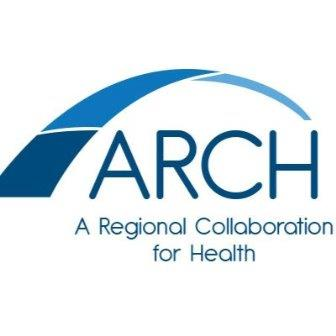 ARCH
A Regional Collaboration
for Health